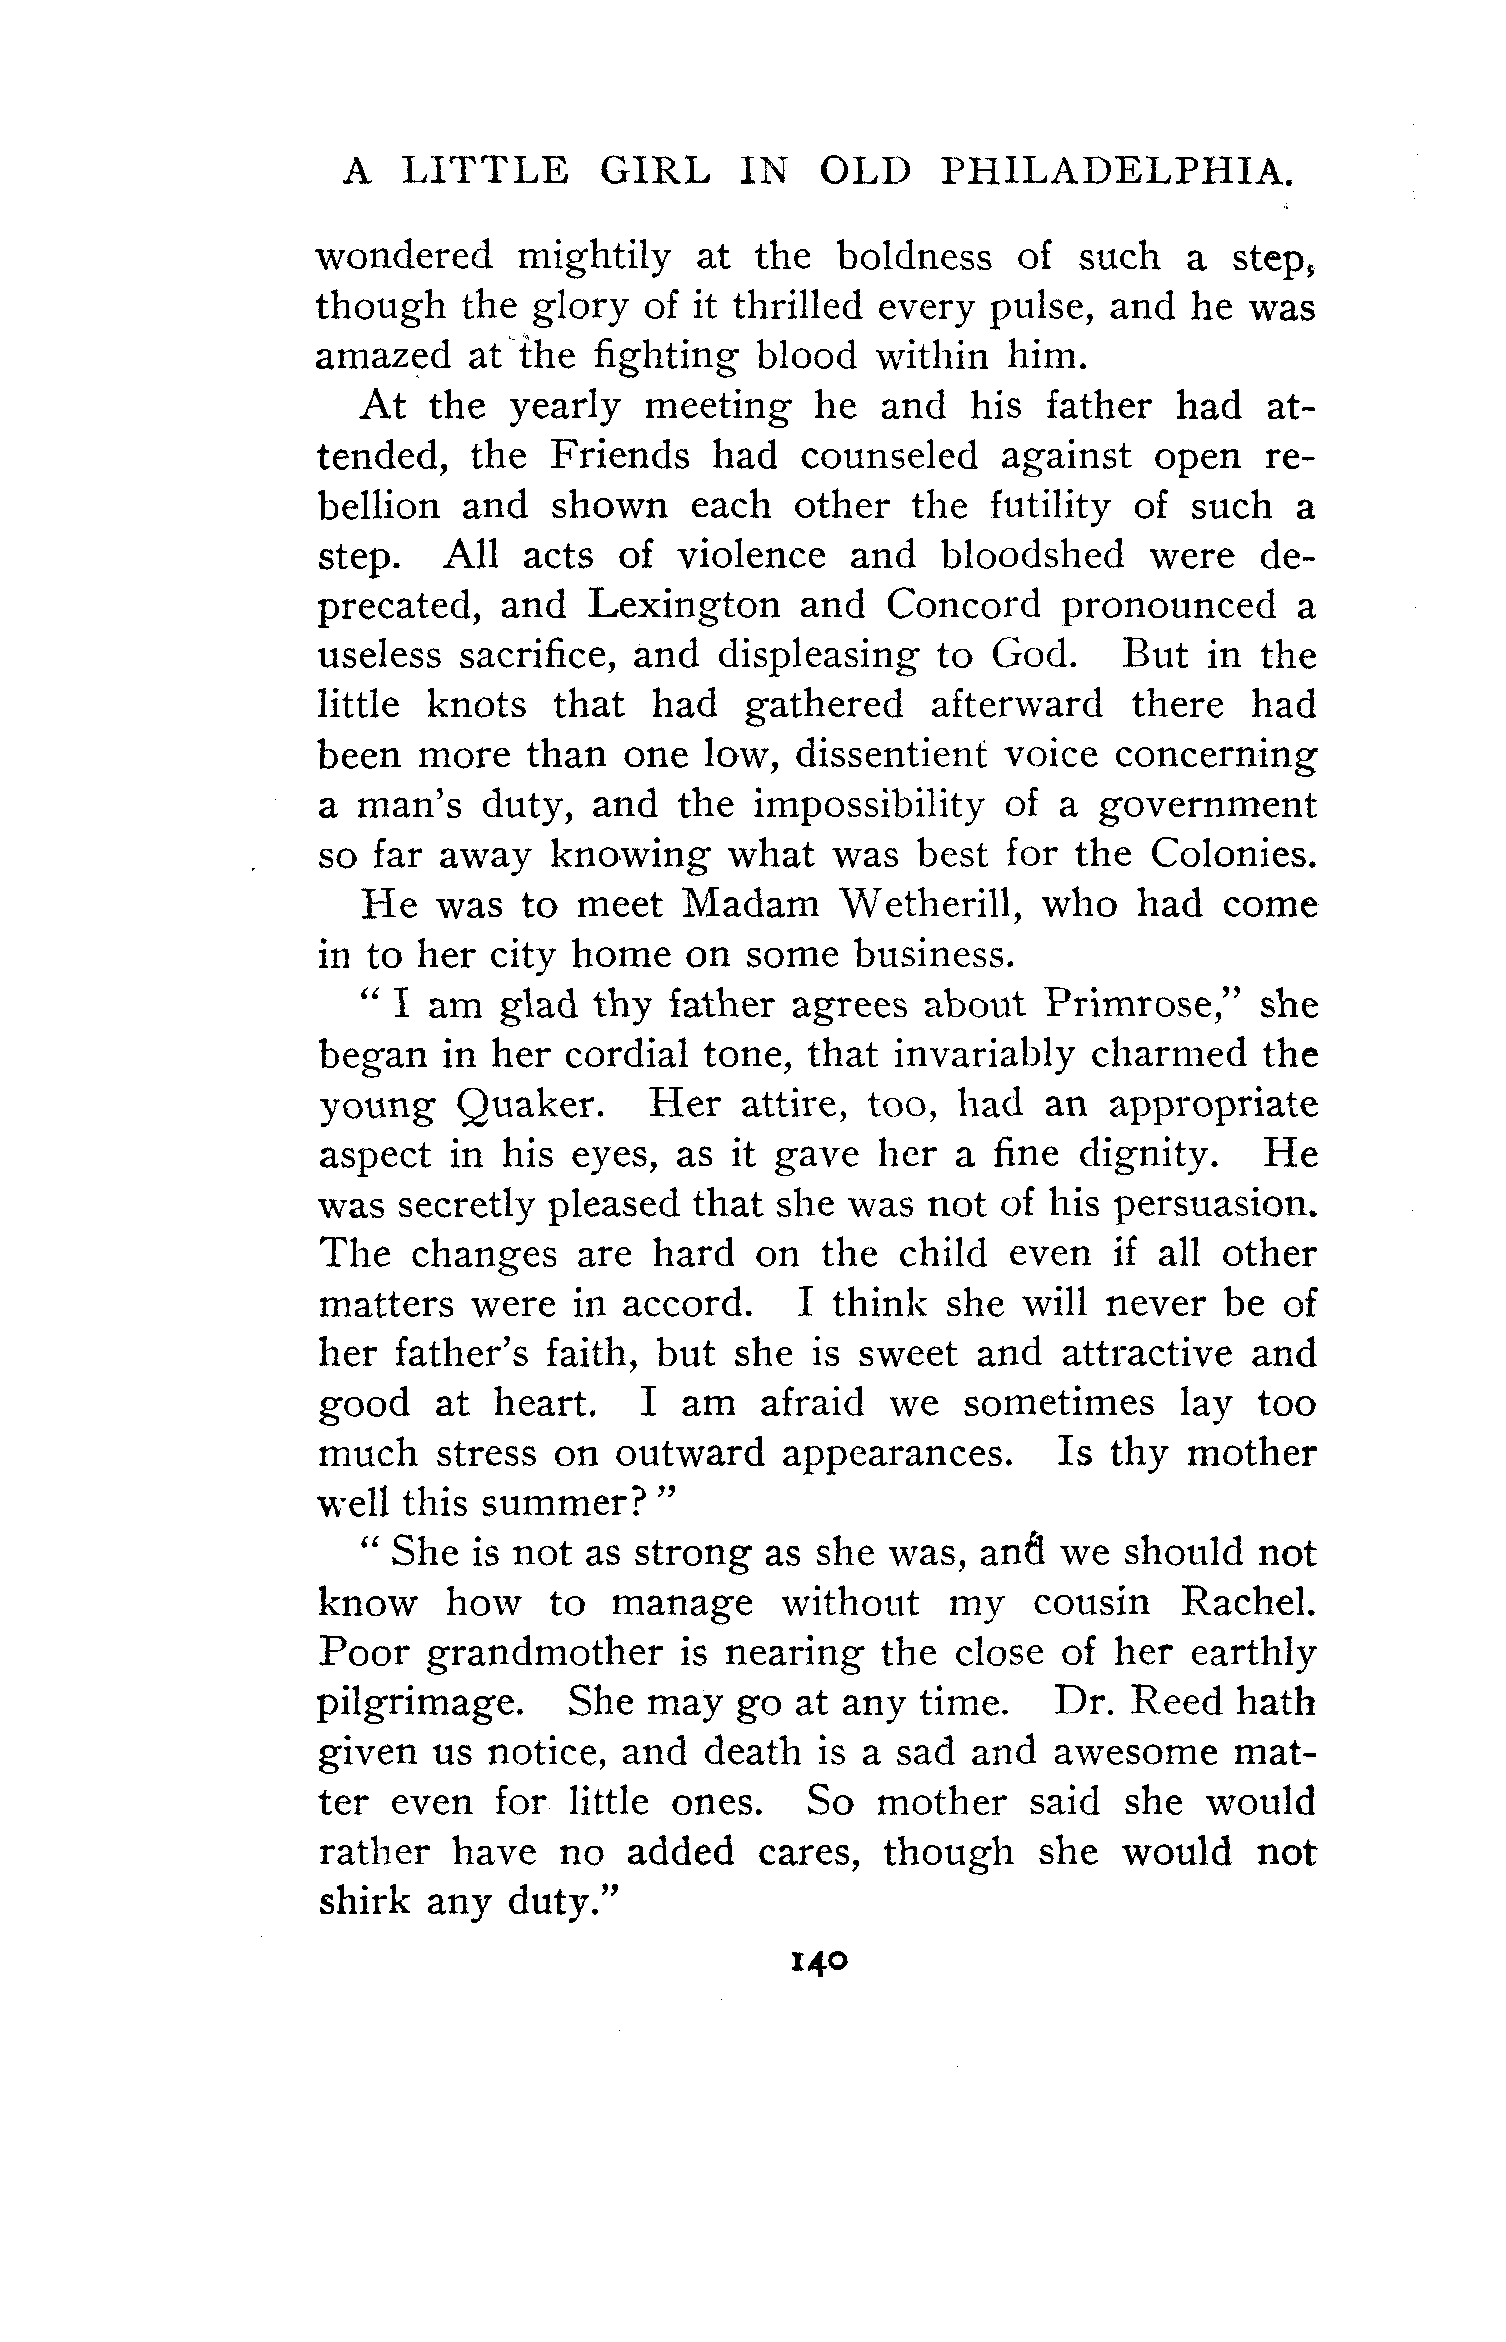 A LITTLE GIRL IN OLD PHILADELPHIA.
wondered mightily at the boldness of such a step,
though the glory of it thrilled every pulse, and he was
amazed at the fighting blood within him.
At the yearly meeting he and his father had at-
tended, the Friends had counseled against open re-
bellion and shown each other the futility of such a
step. All acts of violence and bloodshed were de-
precated, and Lexington and Concord pronounced a
useless sacrifice, and displeasing to God. But in the
little knots that had gathered afterward there had
been more than one low, dissentient voice concerning
a man's duty, and the impossibility of a government
so far away knowing what was best for the Colonies.
He was to meet Madam Wetherill, who had come
in to her city home on some business.
" I am glad thy father agrees about Primrose," she
began in her cordial tone, that invariably charmed the
young Quaker. Her attire, too, had an appropriate
aspect in his eyes, as it gave her a fine dignity. He
was secretly pleased that she was not of his persuasion.
The changes are hard on the child even if all other
matters were in accord. I think she will never be of
her father's faith, but she is sweet and attractive and
good at heart. I am afraid we sometimes lay too
much stress on outward appearances. Is thy mother
well this summer? "
" She is not as strong as she was, and we should not
know how to manage without my cousin Rachel.
Poor grandmother is nearing the close of her earthly
pilgrimage. She may go at any time. Dr. Reed hath
given us notice, and death is a sad and awesome mat-
ter even for little ones. So mother said she would
rather have no added cares, though she would not
shirk any duty."
140